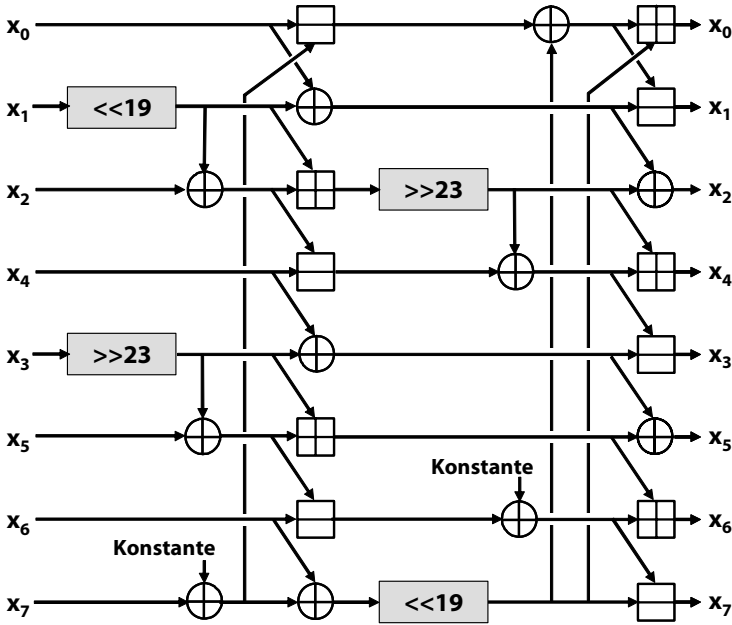 x₀ x₀
x₁ <<19 x₁
x₂ >>23 x₂
x₄ x₄
x₃ >>23 x₃
x₅ x₅
Konstante
x₆ x₆
Konstante
x₇ <<19 x₇